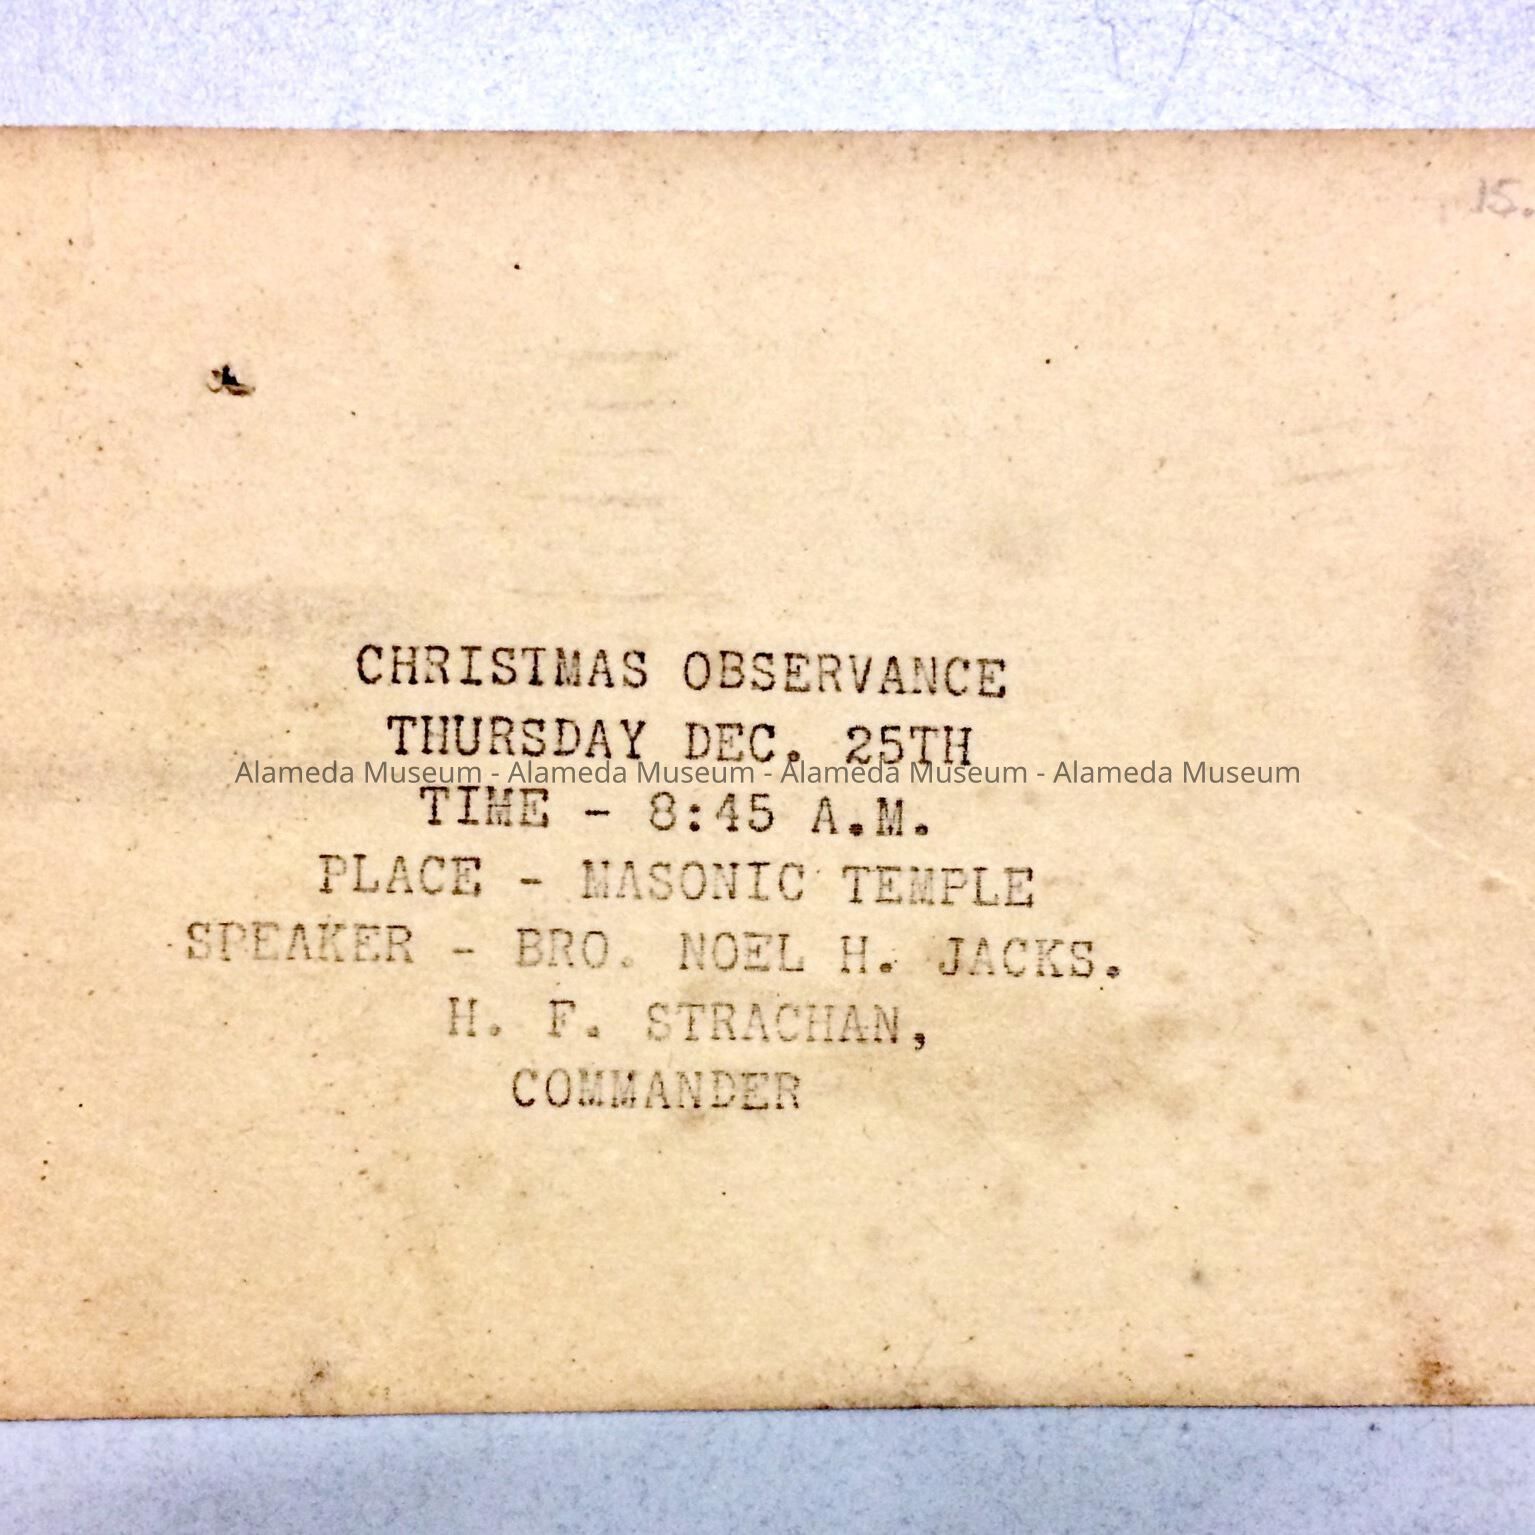 15.
CHRISTMAS OBSERVANCE
THURSDAY DEC. 25TH
Alameda Museum - Alameda Museum - Alameda Museum - Alameda Museum
TIME - 8:45 A.M.
PLACE - MASONIC TEMPLE
SPEAKER - BRO. NOEL H. JACKS.
H. F. STRACHAN,
COMMANDER